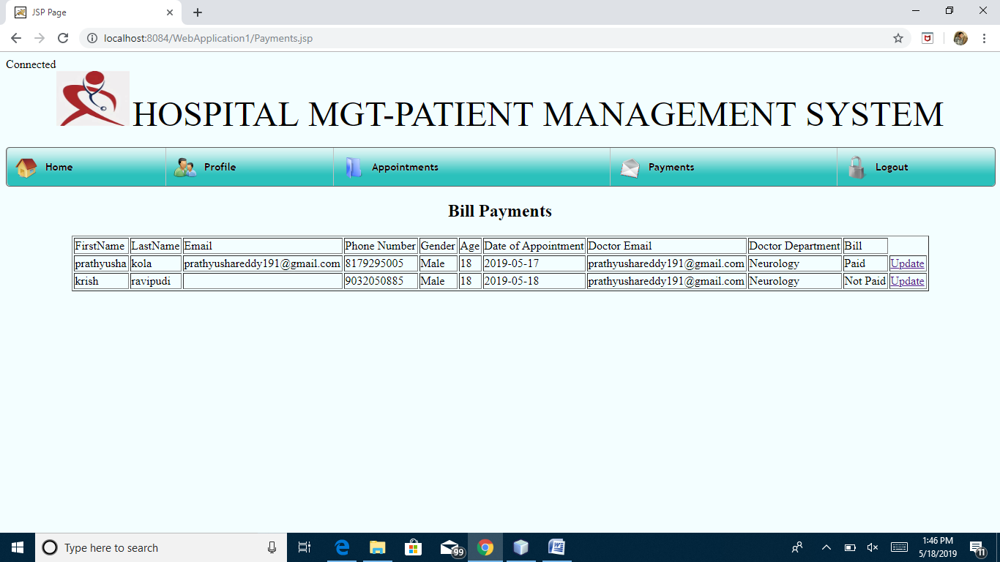 JSP Page
localhost:8084/WebApplication1/Payments.jsp
Connected
HOSPITAL MGT-PATIENT MANAGEMENT SYSTEM
Home Profile Appointments Payments Logout
Bill Payments
FirstName LastName Email Phone Number Gender Age Date of Appointment Doctor Email Doctor Department Bill
prathyusha kola prathyushareddy191@gmail.com 8179295005 Male 18 2019-05-17 prathyushareddy191@gmail.com Neurology Paid Update
krish ravipudi 9032050885 Male 18 2019-05-18 prathyushareddy191@gmail.com Neurology Not Paid Update
Type here to search 99 1:46 PM
5/18/2019 11